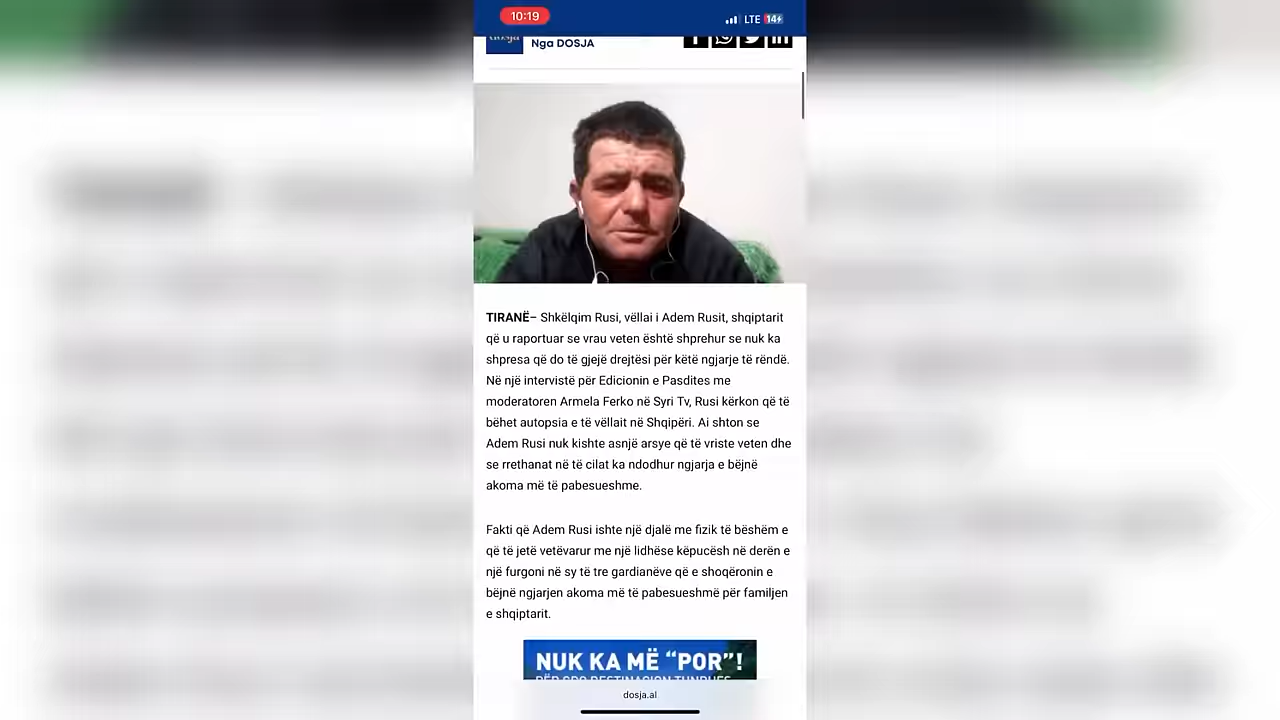 10:19
LTE 14
dosja
Nga DOSJA
TIRANË– Shkëlqim Rusi, vëllai i Adem Rusit, shqiptarit
që u raportuar se vrau veten është shprehur se nuk ka
shpresa që do të gjejë drejtësi për këtë ngjarje të rëndë.
Në një intervistë për Edicionin e Pasdites me
moderatoren Armela Ferko në Syri Tv, Rusi kërkon që të
bëhet autopsia e të vëllait në Shqipëri. Ai shton se
Adem Rusi nuk kishte asnjë arsye që të vriste veten dhe
se rrethanat në të cilat ka ndodhur ngjarja e bëjnë
akoma më të pabesueshme.
Fakti që Adem Rusi ishte një djalë me fizik të bëshëm e
që të jetë vetëvarur me një lidhëse këpucësh në derën e
një furgoni në sy të tre gardianëve që e shoqëronin e
bëjnë ngjarjen akoma më të pabesueshmë për familjen
e shqiptarit.
NUK KA MË “POR”!
PËR ÇDO DESTINACION TUNDUES
dosja.al